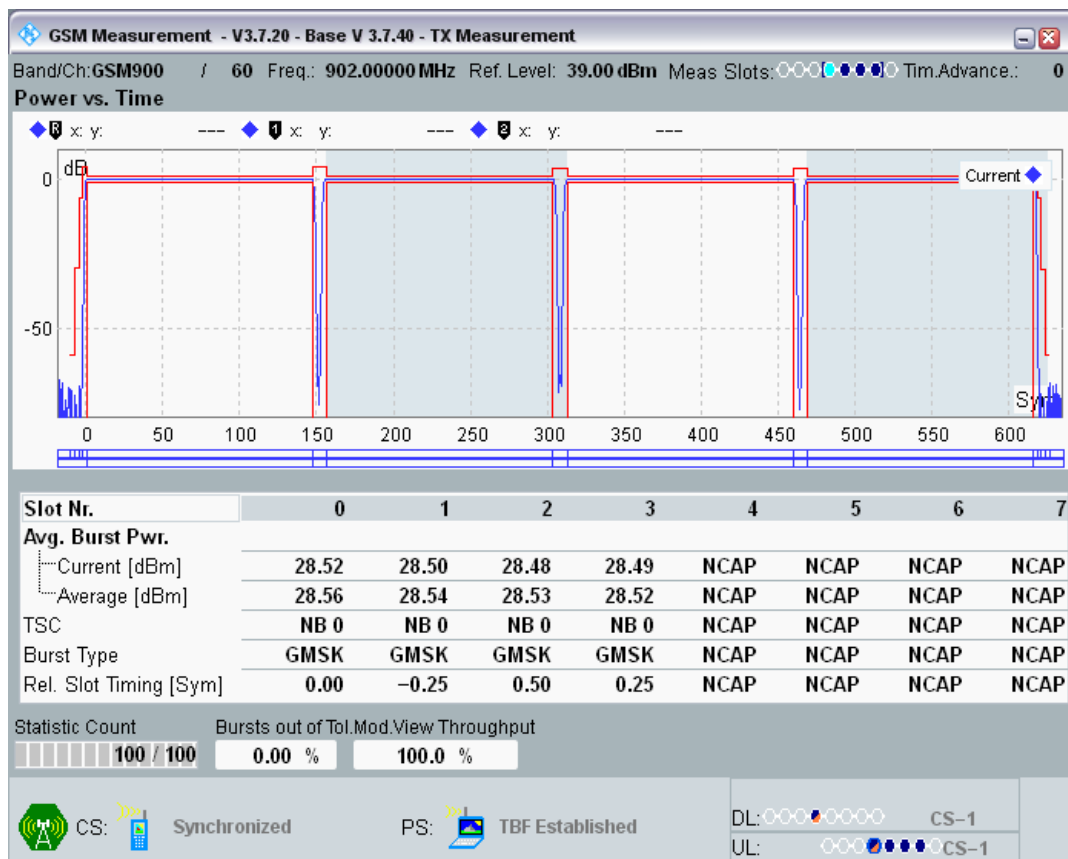 GSM Measurement - V3.7.20 - Base V 3.7.40 - TX Measurement
Band/Ch:GSM900 / 60 Freq.: 902.00000 MHz Ref. Level: 39.00 dBm Meas Slots: Tim.Advance.: 0
Power vs. Time
R x: y: --- 1 x: y: --- 2 x: y: ---
dB
Current
0
-50
Sym
0 50 100 150 200 250 300 350 400 450 500 550 600
Slot Nr. 0 1 2 3 4 5 6 7
Avg. Burst Pwr.
Current [dBm] 28.52 28.50 28.48 28.49 NCAP NCAP NCAP NCAP
Average [dBm] 28.56 28.54 28.53 28.52 NCAP NCAP NCAP NCAP
TSC NB 0 NB 0 NB 0 NB 0 NCAP NCAP NCAP NCAP
Burst Type GMSK GMSK GMSK GMSK NCAP NCAP NCAP NCAP
Rel. Slot Timing [Sym] 0.00 −0.25 0.50 0.25 NCAP NCAP NCAP NCAP
Statistic Count Bursts out of Tol.Mod.View Throughput
100 / 100 0.00 % 100.0 %
CS: Synchronized PS: TBF Established
DL: CS−1
UL: CS−1